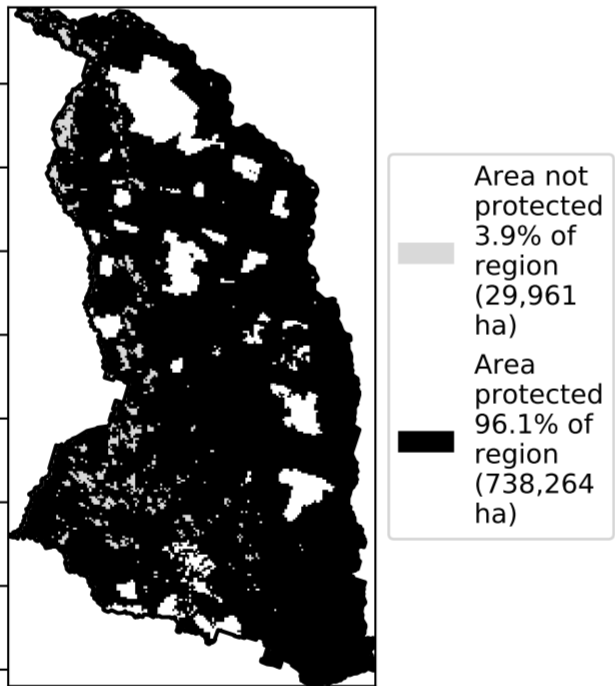 Area not
protected
3.9% of
region
(29,961
ha)
Area
protected
96.1% of
region
(738,264
ha)